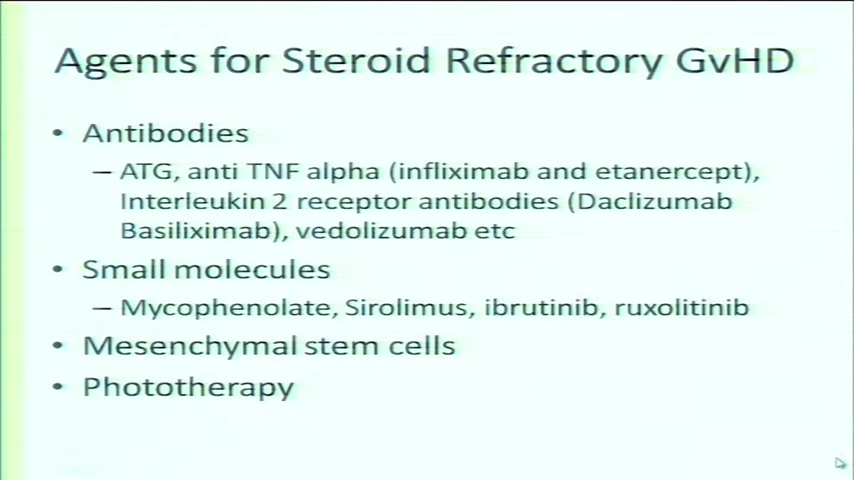 Agents for Steroid Refractory GvHD
• Antibodies
– ATG, anti TNF alpha (infliximab and etanercept),
Interleukin 2 receptor antibodies (Daclizumab
Basiliximab), vedolizumab etc
• Small molecules
– Mycophenolate, Sirolimus, ibrutinib, ruxolitinib
• Mesenchymal stem cells
• Phototherapy